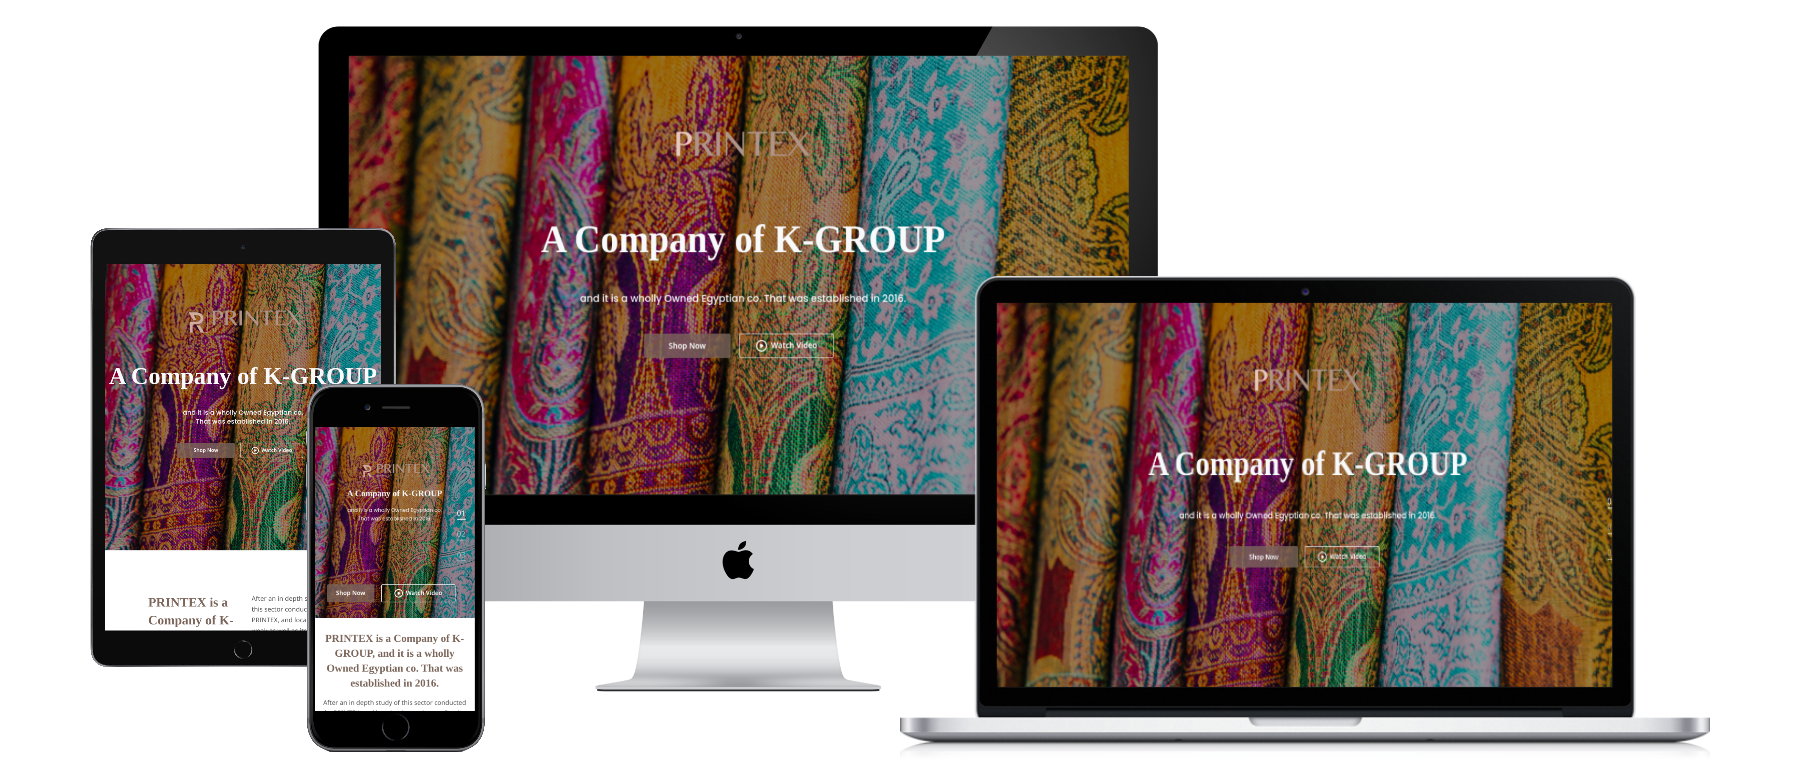 PRINTEX
A Company of K-GROUP
and it is a wholly Owned Egyptian co. That was established in 2016.
Shop Now
Watch Video
PRINTEX
A Company of K-GROUP
and it is a wholly Owned Egyptian co.
That was established in 2016.
Shop Now
Watch Video
PRINTEX is a
Company of K-
After an in depth
this sector conduc
PRINTEX, and loca
PRINTEX
A Company of K-GROUP
and it is a wholly Owned Egyptian co.
That was established in 2016.
01
02
Shop Now
Watch Video
PRINTEX is a Company of K-
GROUP, and it is a wholly
Owned Egyptian co. That was
established in 2016.
After an in depth study of this sector conducted
PRINTEX
A Company of K-GROUP
and it is a wholly Owned Egyptian co. That was established in 2016.
Shop Now
Watch Video